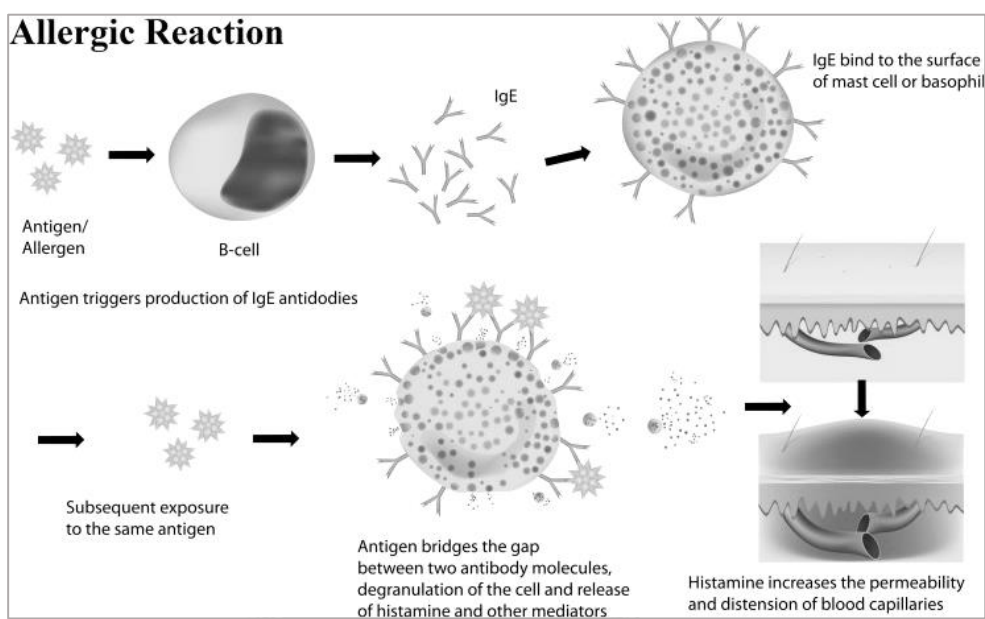 Allergic Reaction
IgE
IgE bind to the surface
of mast cell or basophil
Antigen/
Allergen
B-cell
Antigen triggers production of IgE antidodies
Subsequent exposure
to the same antigen
Antigen bridges the gap
between two antibody molecules,
degranulation of the cell and release
of histamine and other mediators
Histamine increases the permeability
and distension of blood capillaries